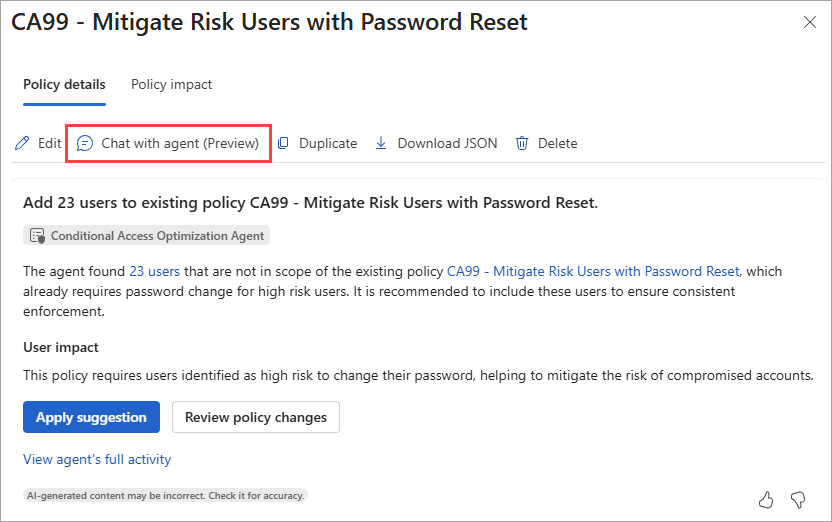 CA99 - Mitigate Risk Users with Password Reset
Policy details
Policy impact
Edit
Chat with agent (Preview)
Duplicate
Download JSON
Delete
Add 23 users to existing policy CA99 - Mitigate Risk Users with Password Reset.
Conditional Access Optimization Agent
The agent found 23 users that are not in scope of the existing policy CA99 - Mitigate Risk Users with Password Reset, which
already requires password change for high risk users. It is recommended to include these users to ensure consistent
enforcement.
User impact
This policy requires users identified as high risk to change their password, helping to mitigate the risk of compromised accounts.
Apply suggestion
Review policy changes
View agent's full activity
AI-generated content may be incorrect. Check it for accuracy.